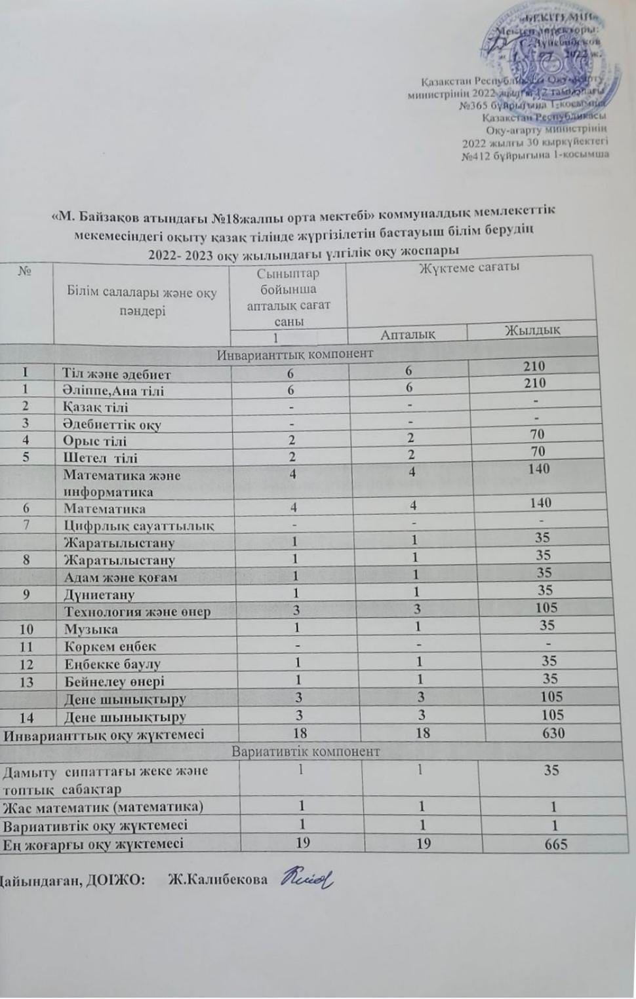 «БЕКІТЕМІН»
Мектеп директоры:
2022 ж.
Қазақстан Республикасы Оқу-ағарту
министрінің 2022 жылғы 12 тамыздағы
№365 бұйрығына 1-қосымша
Қазақстан Республикасы
Оқу-ағарту министрінің
2022 жылғы 30 қыркүйектегі
№412 бұйрығына 1-қосымша
«М. Байзақов атындағы №18жалпы орта мектебі» коммуналдық мемлекеттік
мекемесіндегі оқыту қазақ тілінде жүргізілетін бастауыш білім берудің
2022- 2023 оқу жылындағы үлгілік оқу жоспары
№ Білім салалары және оқу пәндері Сыныптар бойынша апталық сағат саны Жүктеме сағаты
1 Апталық Жылдық
Инварианттық компонент
I Тіл және әдебиет 6 6 210
1 Әліппе,Ана тілі 6 6 210
2 Қазақ тілі - - -
3 Әдебиеттік оқу - - -
4 Орыс тілі 2 2 70
5 Шетел тілі 2 2 70
Математика және 4 4 140
информатика
6 Математика 4 4 140
7 Цифрлық сауаттылық - - -
Жаратылыстану 1 1 35
8 Жаратылыстану 1 1 35
Адам және қоғам 1 1 35
9 Дүниетану 1 1 35
Технология және өнер 3 3 105
10 Музыка 1 1 35
11 Көркем еңбек - - -
12 Еңбекке баулу 1 1 35
13 Бейнелеу өнері 1 1 35
Дене шынықтыру 3 3 105
14 Дене шынықтыру 3 3 105
Инварианттық оқу жүктемесі 18 18 630
Вариативтік компонент
Дамыту сипаттағы жеке және 1 1 35
топтық сабақтар
Жас математик (математика) 1 1 1
Вариативтік оқу жүктемесі 1 1 1
Ең жоғарғы оқу жүктемесі 19 19 665
Дайындаған, ДОІЖО: Ж.Калибекова